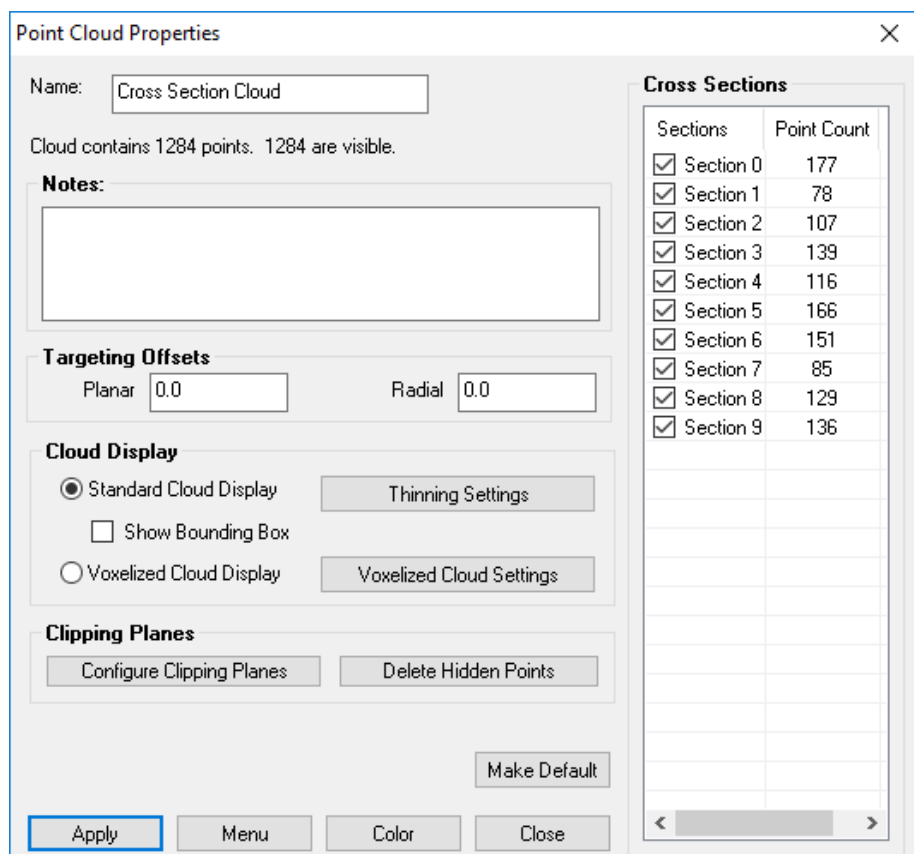 Point Cloud Properties
Name: Cross Section Cloud
Cloud contains 1284 points.  1284 are visible.
Notes:
Targeting Offsets
Planar 0.0 Radial 0.0
Cloud Display
Standard Cloud Display Thinning Settings
Show Bounding Box
Voxelized Cloud Display Voxelized Cloud Settings
Clipping Planes
Configure Clipping Planes Delete Hidden Points
Make Default
Apply Menu Color Close
Cross Sections
Sections Point Count
Section 0 177
Section 1 78
Section 2 107
Section 3 139
Section 4 116
Section 5 166
Section 6 151
Section 7 85
Section 8 129
Section 9 136